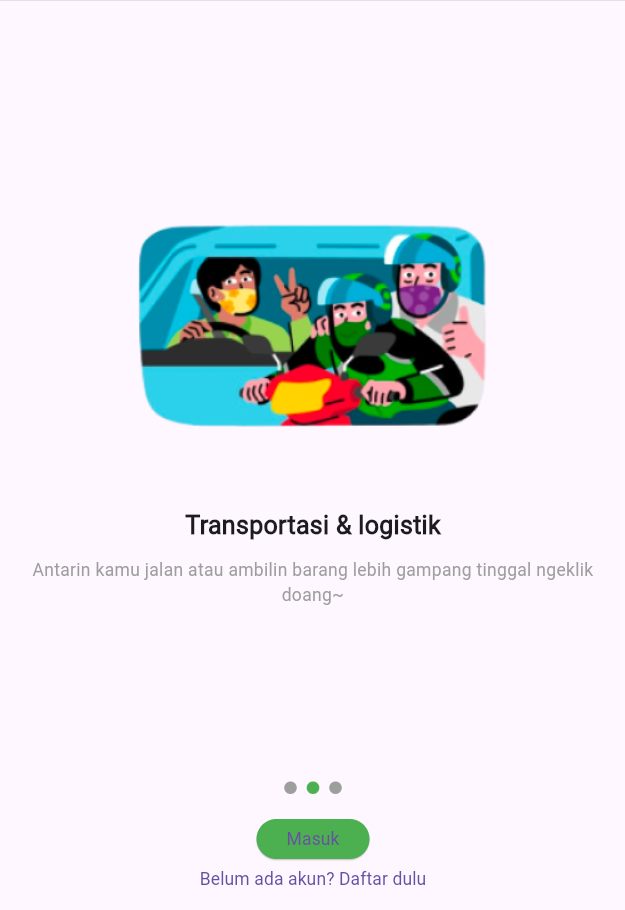 Transportasi & logistik
Antarin kamu jalan atau ambilin barang lebih gampang tinggal ngeklik
doang~
Masuk
Belum ada akun? Daftar dulu